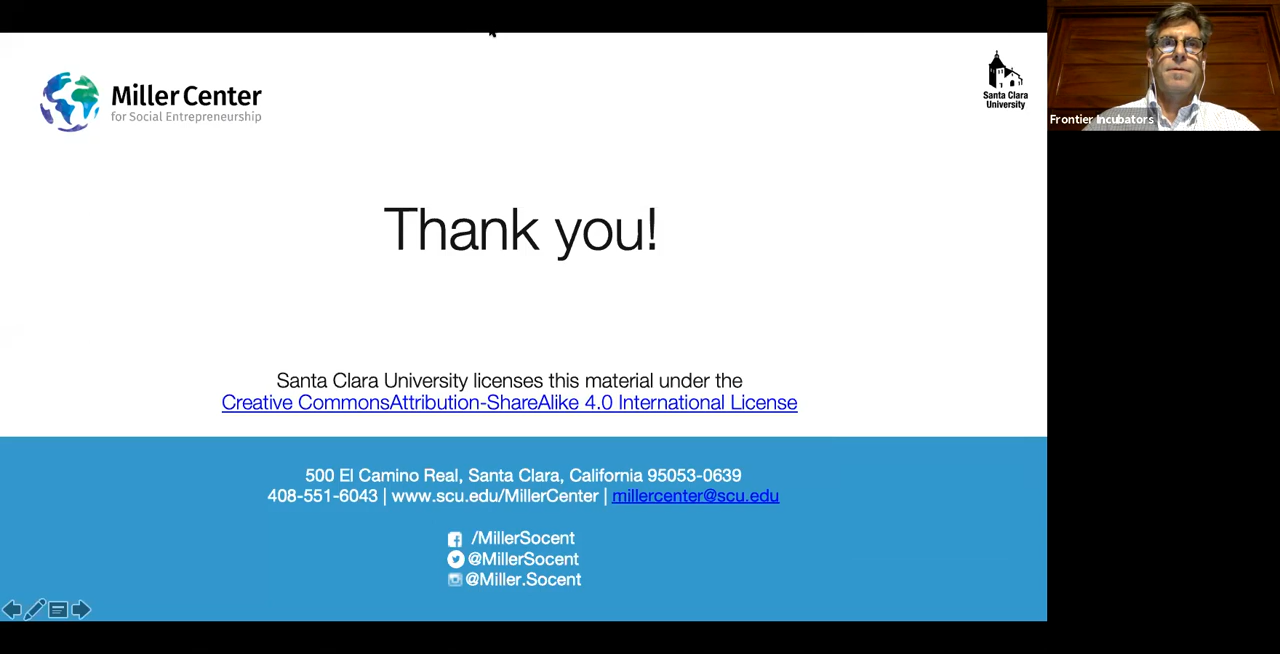 Miller Center
for Social Entrepreneurship
Santa Clara
University
Frontier Incubators
Thank you!
Santa Clara University licenses this material under the
Creative CommonsAttribution-ShareAlike 4.0 International License
500 El Camino Real, Santa Clara, California 95053-0639
408-551-6043 | www.scu.edu/MillerCenter | millercenter@scu.edu
/MillerSocent
@MillerSocent
@Miller.Socent